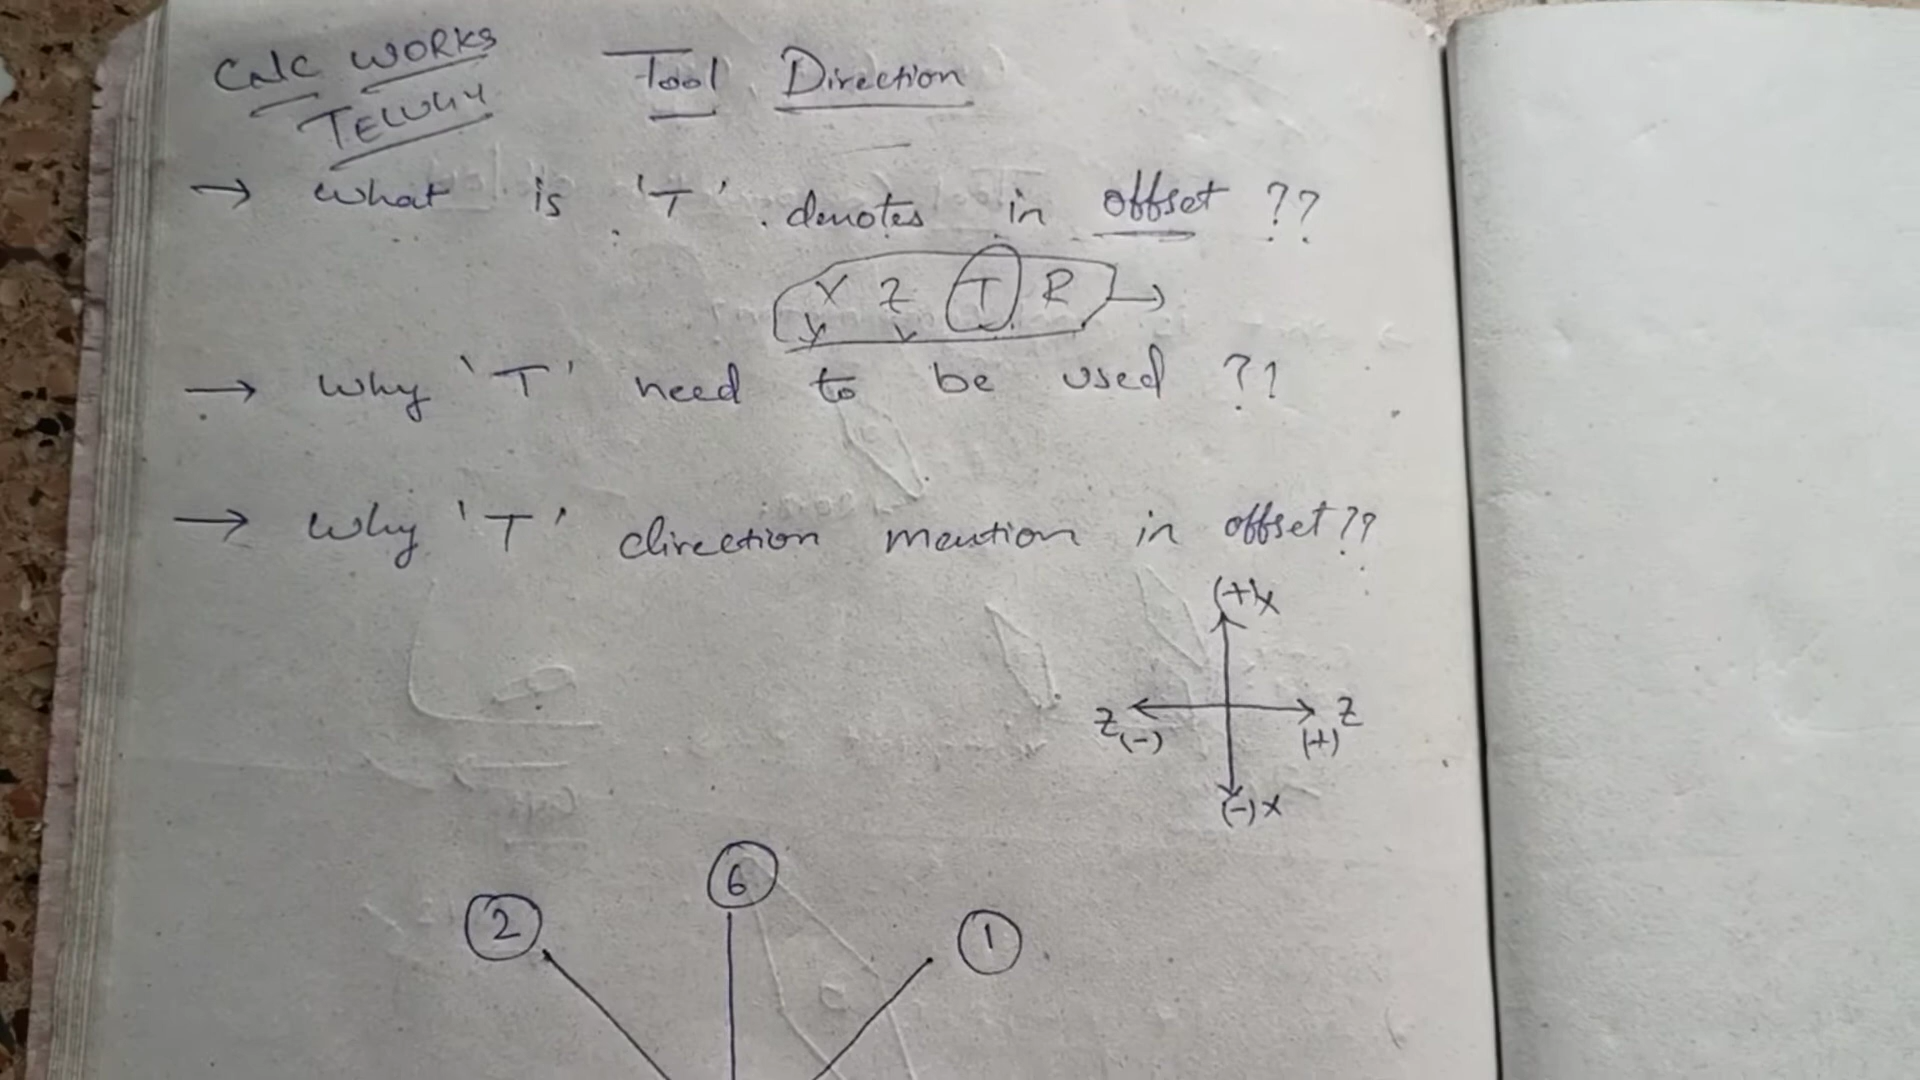 CNC WORKS
TELUGU
Tool Direction
→ What is 'T' denotes in offset ??
X Z T R →
→ Why 'T' need to be used ??
→ Why 'T' direction mention in offset??
(+)X
Z (-)
Z (+)
(-)X
6
2
1